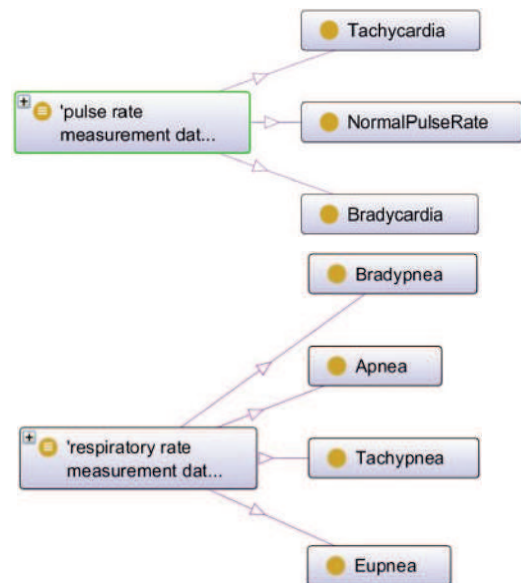 Tachycardia
'pulse rate
measurement dat...
NormalPulseRate
Bradycardia
Bradypnea
Apnea
'respiratory rate
measurement dat...
Tachypnea
Eupnea